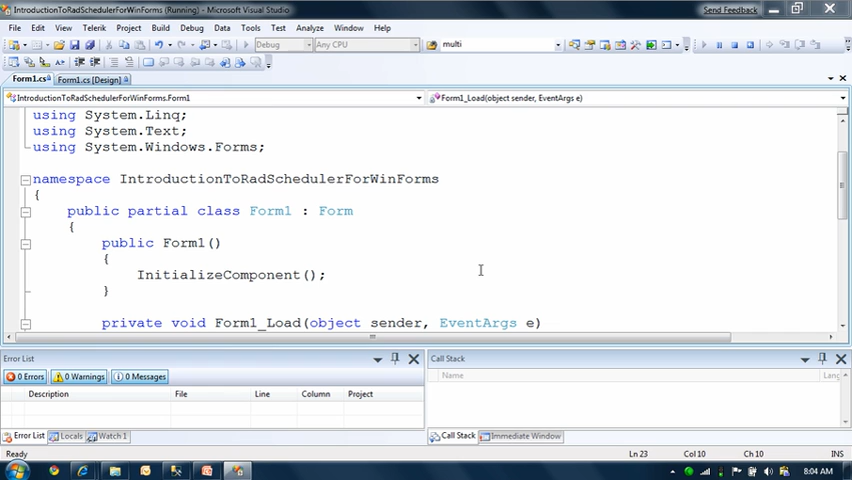 IntroductionToRadSchedulerForWinForms (Running) - Microsoft Visual Studio
Send Feedback
File Edit View Telerik Project Build Debug Data Tools Test Analyze Window Help
Debug Any CPU multi
Form1.cs Form1.cs [Design]
IntroductionToRadSchedulerForWinForms.Form1 Form1_Load(object sender, EventArgs e)
using System.Linq;
using System.Text;
using System.Windows.Forms;
namespace IntroductionToRadSchedulerForWinForms
{
public partial class Form1 : Form
{
public Form1()
{
InitializeComponent();
}
private void Form1_Load(object sender, EventArgs e)
Error List Call Stack
0 Errors 0 Warnings 0 Messages
Name Lang
Description File Line Column Project
Error List Locals Watch 1 Call Stack Immediate Window
Ready Ln 23 Col 10 Ch 10 INS
8:04 AM